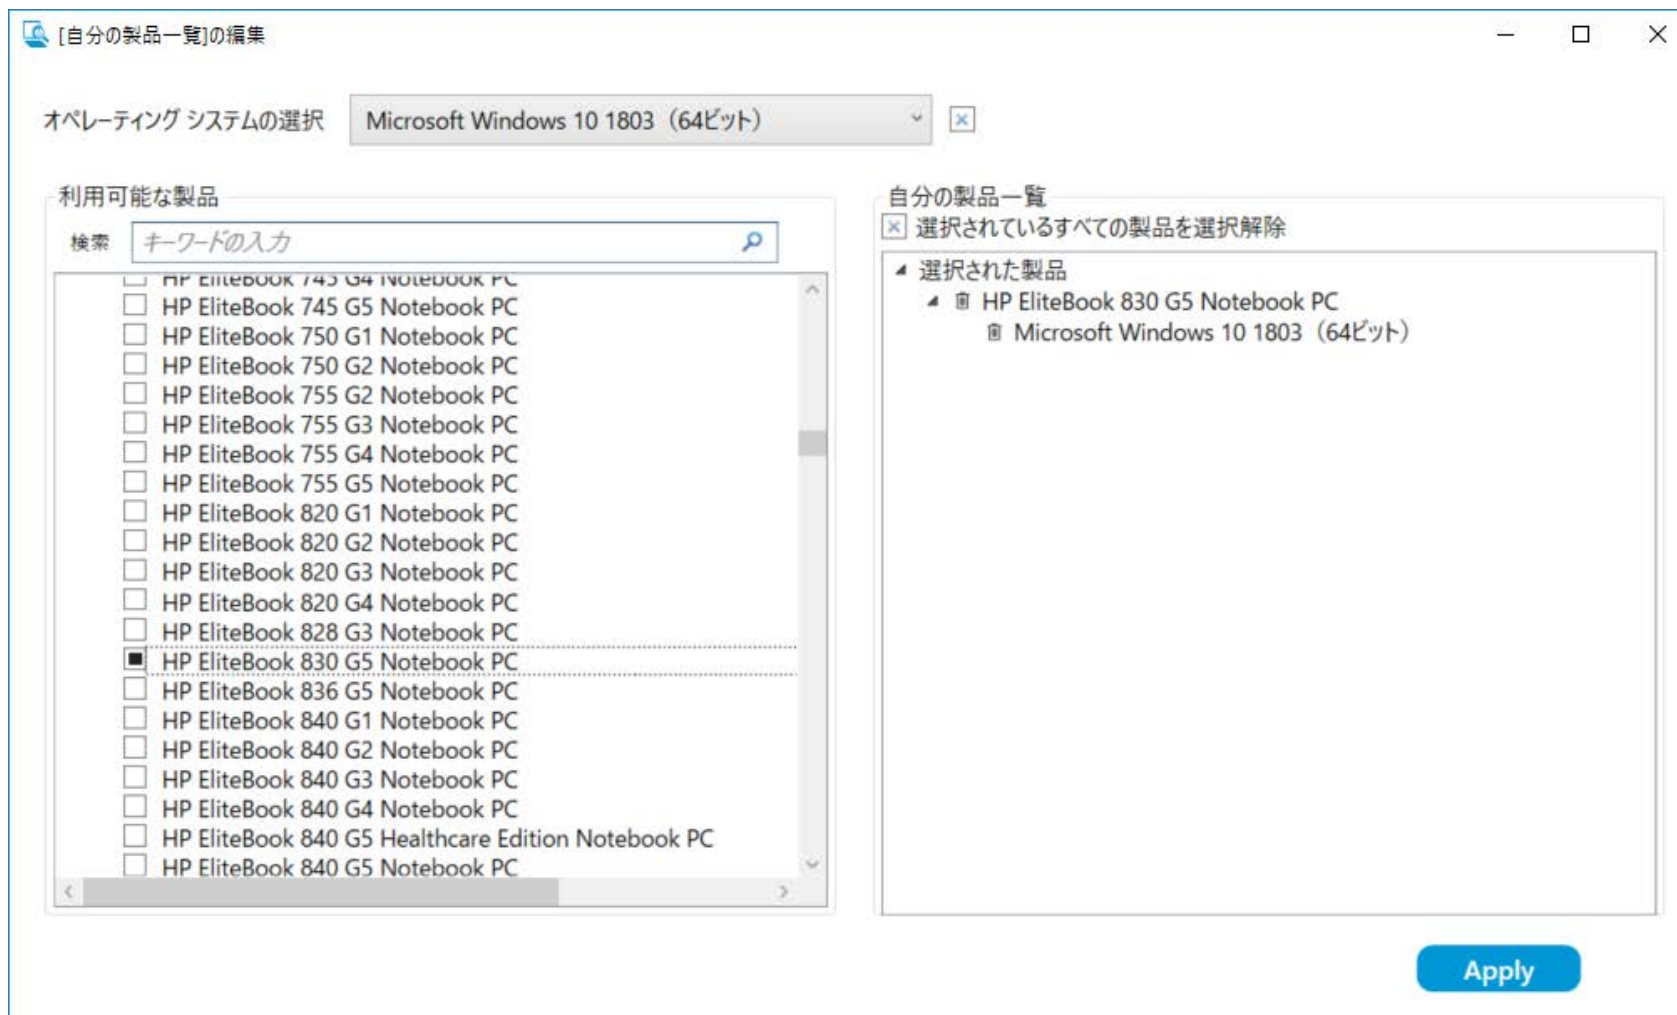 [自分の製品一覧]の編集
オペレーティング システムの選択
Microsoft Windows 10 1803（64ビット）
利用可能な製品
検索
キーワードの入力
HP EliteBook 745 G4 Notebook PC
HP EliteBook 745 G5 Notebook PC
HP EliteBook 750 G1 Notebook PC
HP EliteBook 750 G2 Notebook PC
HP EliteBook 755 G2 Notebook PC
HP EliteBook 755 G3 Notebook PC
HP EliteBook 755 G4 Notebook PC
HP EliteBook 755 G5 Notebook PC
HP EliteBook 820 G1 Notebook PC
HP EliteBook 820 G2 Notebook PC
HP EliteBook 820 G3 Notebook PC
HP EliteBook 820 G4 Notebook PC
HP EliteBook 828 G3 Notebook PC
HP EliteBook 830 G5 Notebook PC
HP EliteBook 836 G5 Notebook PC
HP EliteBook 840 G1 Notebook PC
HP EliteBook 840 G2 Notebook PC
HP EliteBook 840 G3 Notebook PC
HP EliteBook 840 G4 Notebook PC
HP EliteBook 840 G5 Healthcare Edition Notebook PC
HP EliteBook 840 G5 Notebook PC
自分の製品一覧
選択されているすべての製品を選択解除
選択された製品
HP EliteBook 830 G5 Notebook PC
Microsoft Windows 10 1803（64ビット）
Apply